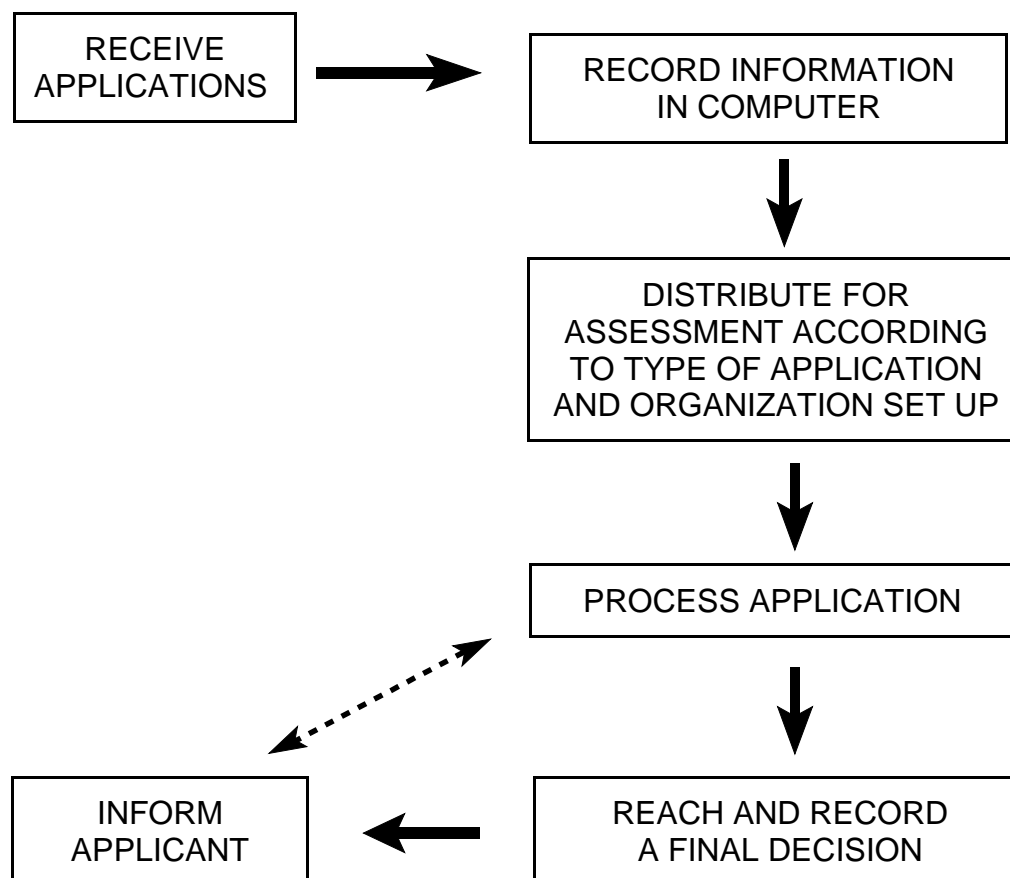 RECEIVE
APPLICATIONS
RECORD INFORMATION
IN COMPUTER
DISTRIBUTE FOR
ASSESSMENT ACCORDING
TO TYPE OF APPLICATION
AND ORGANIZATION SET UP
PROCESS APPLICATION
REACH AND RECORD
A FINAL DECISION
INFORM
APPLICANT